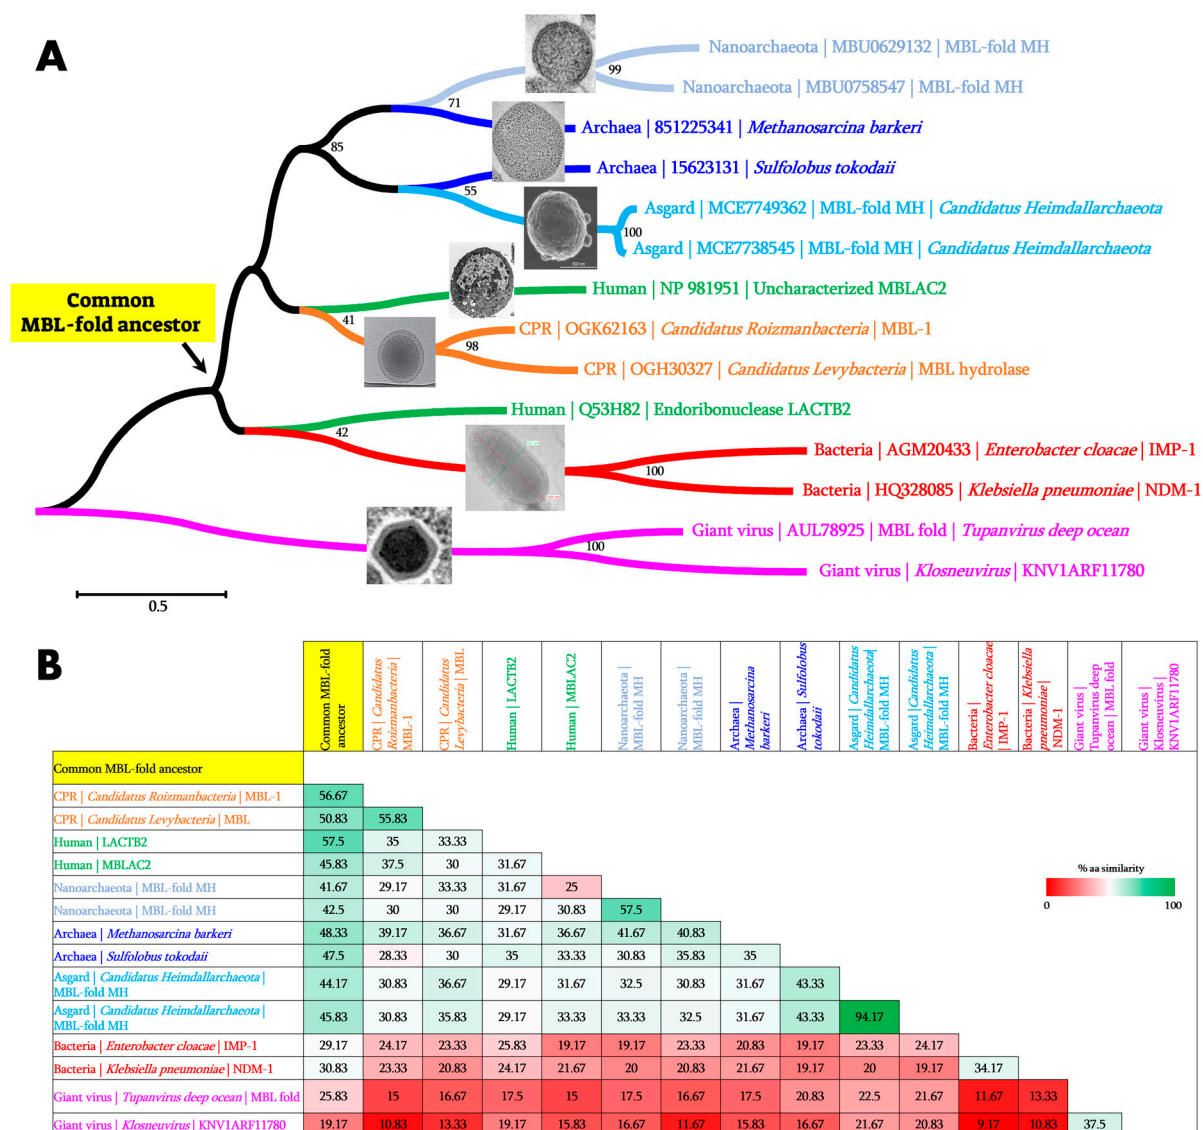 A
Nanoarchaeota | MBU0629132 | MBL-fold MH
99
Nanoarchaeota | MBU0758547 | MBL-fold MH
71
Archaea | 851225341 | Methanosarcina barkeri
85
Archaea | 15623131 | Sulfolobus tokodaii
55
Asgard | MCE7749362 | MBL-fold MH | Candidatus Heimdallarchaeota
100
Asgard | MCE7738545 | MBL-fold MH | Candidatus Heimdallarchaeota
Common
MBL-fold ancestor
Human | NP 981951 | Uncharacterized MBLAC2
41
CPR | OGK62163 | Candidatus Roizmanbacteria | MBL-1
98
CPR | OGH30327 | Candidatus Levybacteria | MBL hydrolase
Human | Q53H82 | Endoribonuclease LACTB2
42
Bacteria | AGM20433 | Enterobacter cloacae | IMP-1
100
Bacteria | HQ328085 | Klebsiella pneumoniae | NDM-1
Giant virus | AUL78925 | MBL fold | Tupanvirus deep ocean
100
Giant virus | Klosneuvirus | KNV1ARF11780
0.5
B
Common MBL-fold
ancestor
CPR | Candidatus
Roizmanbacteria |
MBL-1
CPR | Candidatus
Levybacteria | MBL
Human | LACTB2
Human | MBLAC2
Nanoarchaeota |
MBL-fold MH
Nanoarchaeota |
MBL-fold MH
Archaea |
Methanosarcina
barkeri
Archaea | Sulfolobus
tokodaii
Asgard | Candidatus
Heimdallarchaeota|
MBL-fold MH
Asgard |Candidatus
Heimdallarchaeota |
MBL-fold MH
Bacteria |
Enterobacter cloacae
| IMP-1
Bacteria | Klebsiella
pneumoniae |
NDM-1
Giant virus |
Tupanvirus deep
ocean | MBL fold
Giant virus |
Klosneuvirus |
KNV1ARF11780
Common MBL-fold ancestor
CPR | Candidatus Roizmanbacteria | MBL-1 56.67
CPR | Candidatus Levybacteria | MBL 50.83 55.83
Human | LACTB2 57.5 35 33.33
Human | MBLAC2 45.83 37.5 30 31.67
% aa similarity
0 100
Nanoarchaeota | MBL-fold MH 41.67 29.17 33.33 31.67 25
Nanoarchaeota | MBL-fold MH 42.5 30 30 29.17 30.83 57.5
Archaea | Methanosarcina barkeri 48.33 39.17 36.67 31.67 36.67 41.67 40.83
Archaea | Sulfolobus tokodaii 47.5 28.33 30 35 33.33 30.83 35.83 35
Asgard | Candidatus Heimdallarchaeota |
MBL-fold MH 44.17 30.83 36.67 29.17 31.67 32.5 30.83 31.67 43.33
Asgard | Candidatus Heimdallarchaeota |
MBL-fold MH 45.83 30.83 35.83 29.17 33.33 33.33 32.5 31.67 43.33 94.17
Bacteria | Enterobacter cloacae | IMP-1 29.17 24.17 23.33 25.83 19.17 19.17 23.33 20.83 19.17 23.33 24.17
Bacteria | Klebsiella pneumoniae | NDM-1 30.83 23.33 20.83 24.17 21.67 20 20.83 21.67 19.17 20 19.17 34.17
Giant virus | Tupanvirus deep ocean | MBL fold 25.83 15 16.67 17.5 15 17.5 16.67 17.5 20.83 22.5 21.67 11.67 13.33
Giant virus | Klosneuvirus | KNV1ARF11780 19.17 10.83 13.33 19.17 15.83 16.67 11.67 15.83 16.67 21.67 20.83 9.17 10.83 37.5